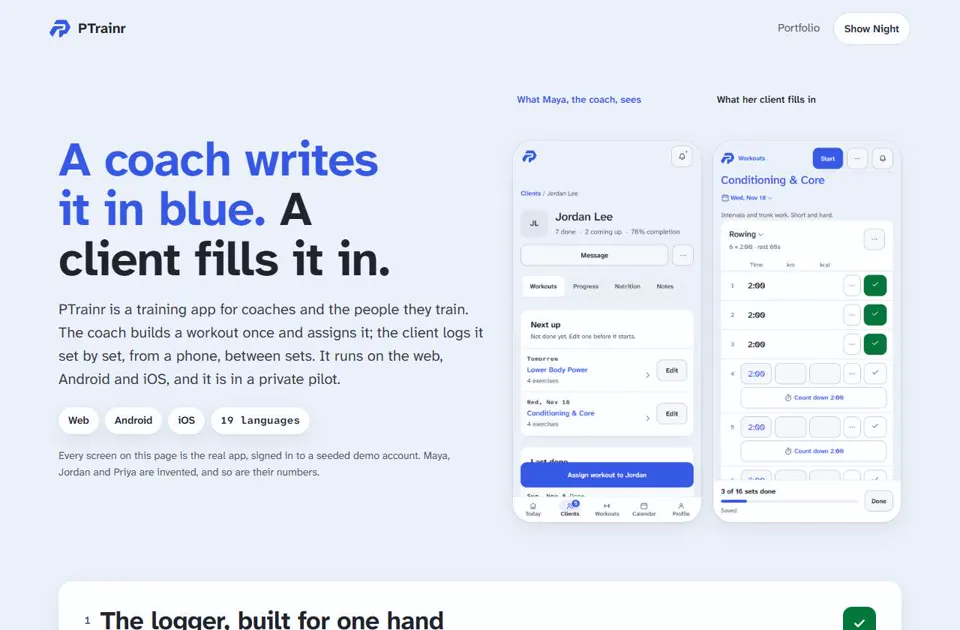 PTrainr
Portfolio
Show Night
A coach writes
it in blue. A
client fills it in.
PTrainr is a training app for coaches and the people they train.
The coach builds a workout once and assigns it; the client logs it
set by set, from a phone, between sets. It runs on the web,
Android and iOS, and it is in a private pilot.
Web
Android
iOS
19 languages
Every screen on this page is the real app, signed in to a seeded demo account. Maya,
Jordan and Priya are invented, and so are their numbers.
What Maya, the coach, sees
Clients / Jordan Lee
JL
Jordan Lee
7 done · 2 coming up · 78% completion
Message
Workouts
Progress
Nutrition
Notes
Next up
Not done yet. Edit one before it starts.
Tomorrow
Lower Body Power
4 exercises
Edit
Wed, Nov 18
Conditioning & Core
4 exercises
Edit
Last done
Assign workout to Jordan
Today
Clients
Workouts
Calendar
Profile
What her client fills in
Workouts
Start
Conditioning & Core
Wed, Nov 18
Intervals and trunk work. Short and hard.
Rowing
6 × 2:00 · rest 60s
Time
km
kcal
1 2:00
2 2:00
3 2:00
4 2:00
Count down 2:00
5 2:00
Count down 2:00
3 of 16 sets done
Saved
Done
1
The logger, built for one hand